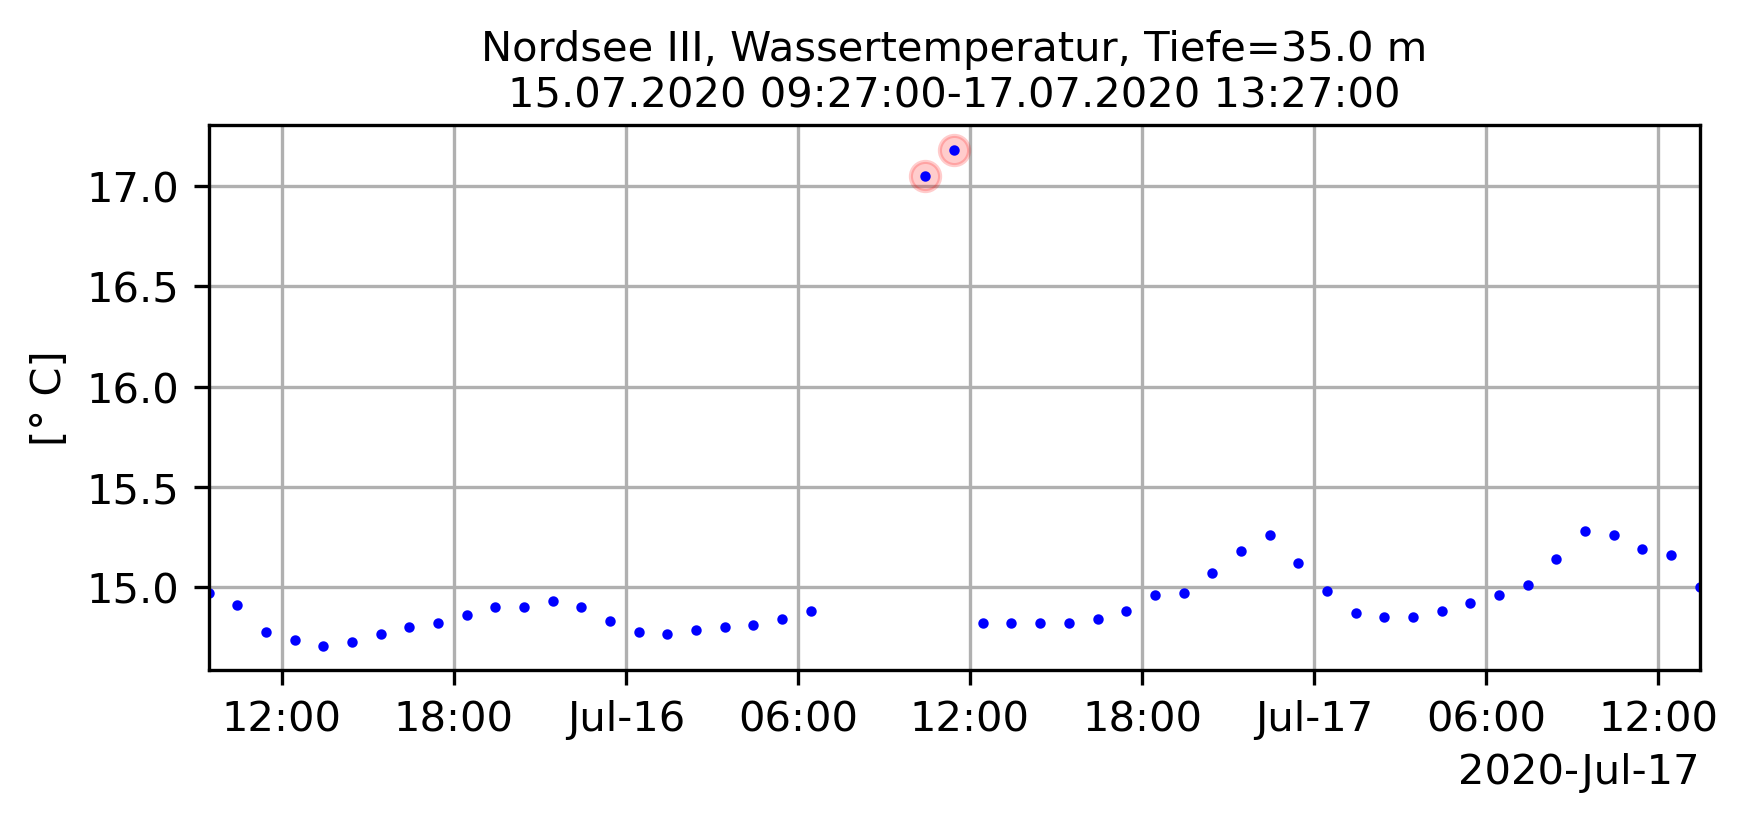 Nordsee III, Wassertemperatur, Tiefe=35.0 m
15.07.2020 09:27:00-17.07.2020 13:27:00
17.0
16.5
16.0
15.5
15.0
[° C]
12:00 18:00 Jul-16 06:00 12:00 18:00 Jul-17 06:00 12:00
2020-Jul-17